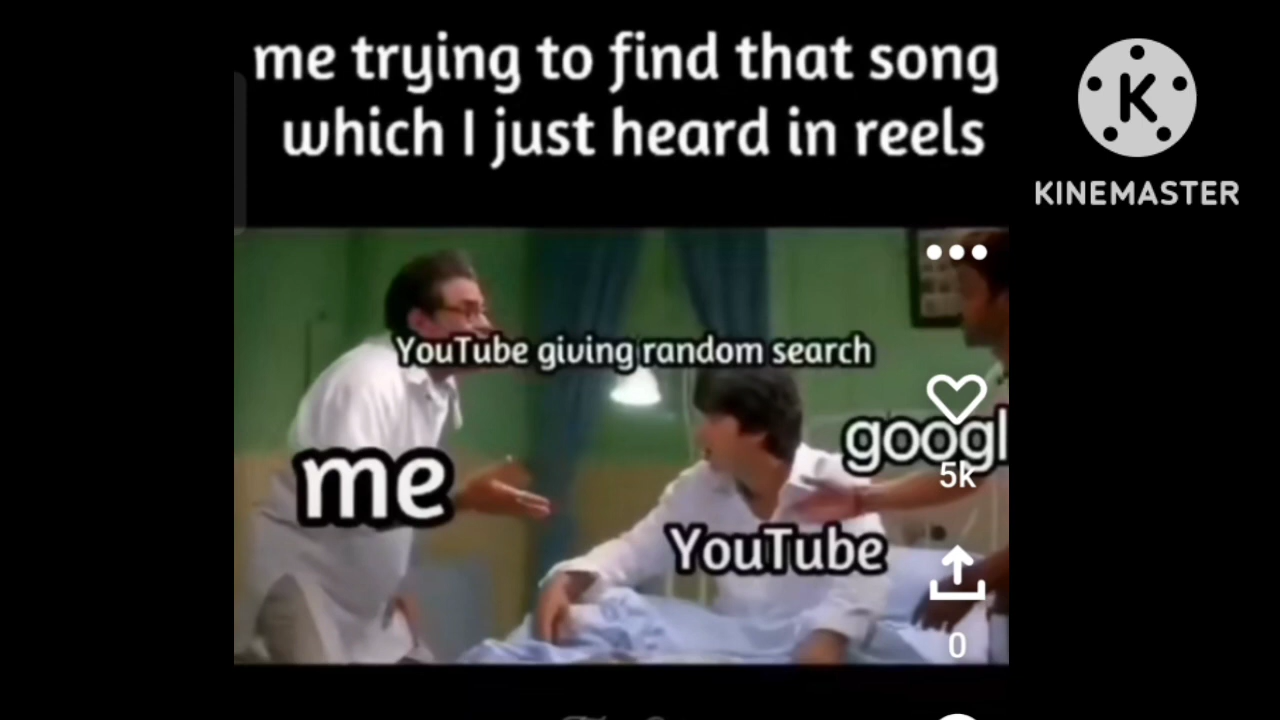 me trying to find that song
which I just heard in reels
K
KINEMASTER
YouTube giving random search
googl
me
5k
YouTube
0